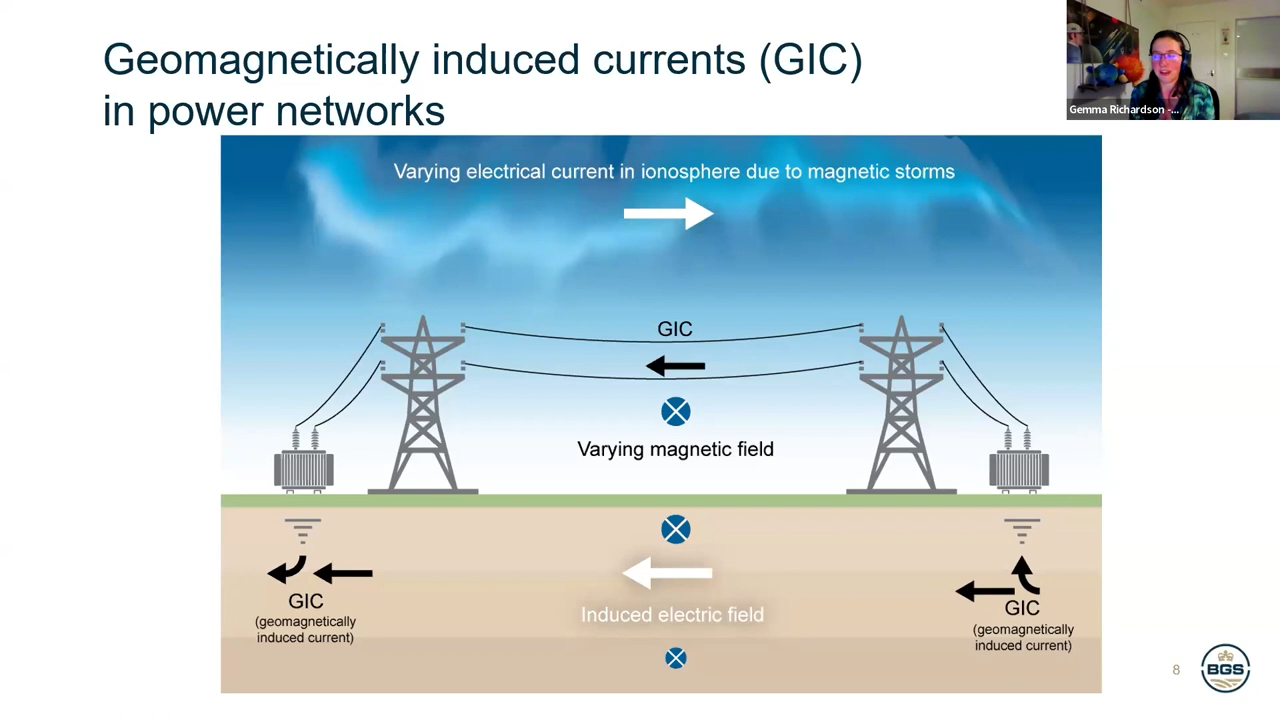 Geomagnetically induced currents (GIC)
in power networks
Gemma Richardson -...
Varying electrical current in ionosphere due to magnetic storms
GIC
Varying magnetic field
Induced electric field
GIC
(geomagnetically
induced current)
GIC
(geomagnetically
induced current)
8
BGS